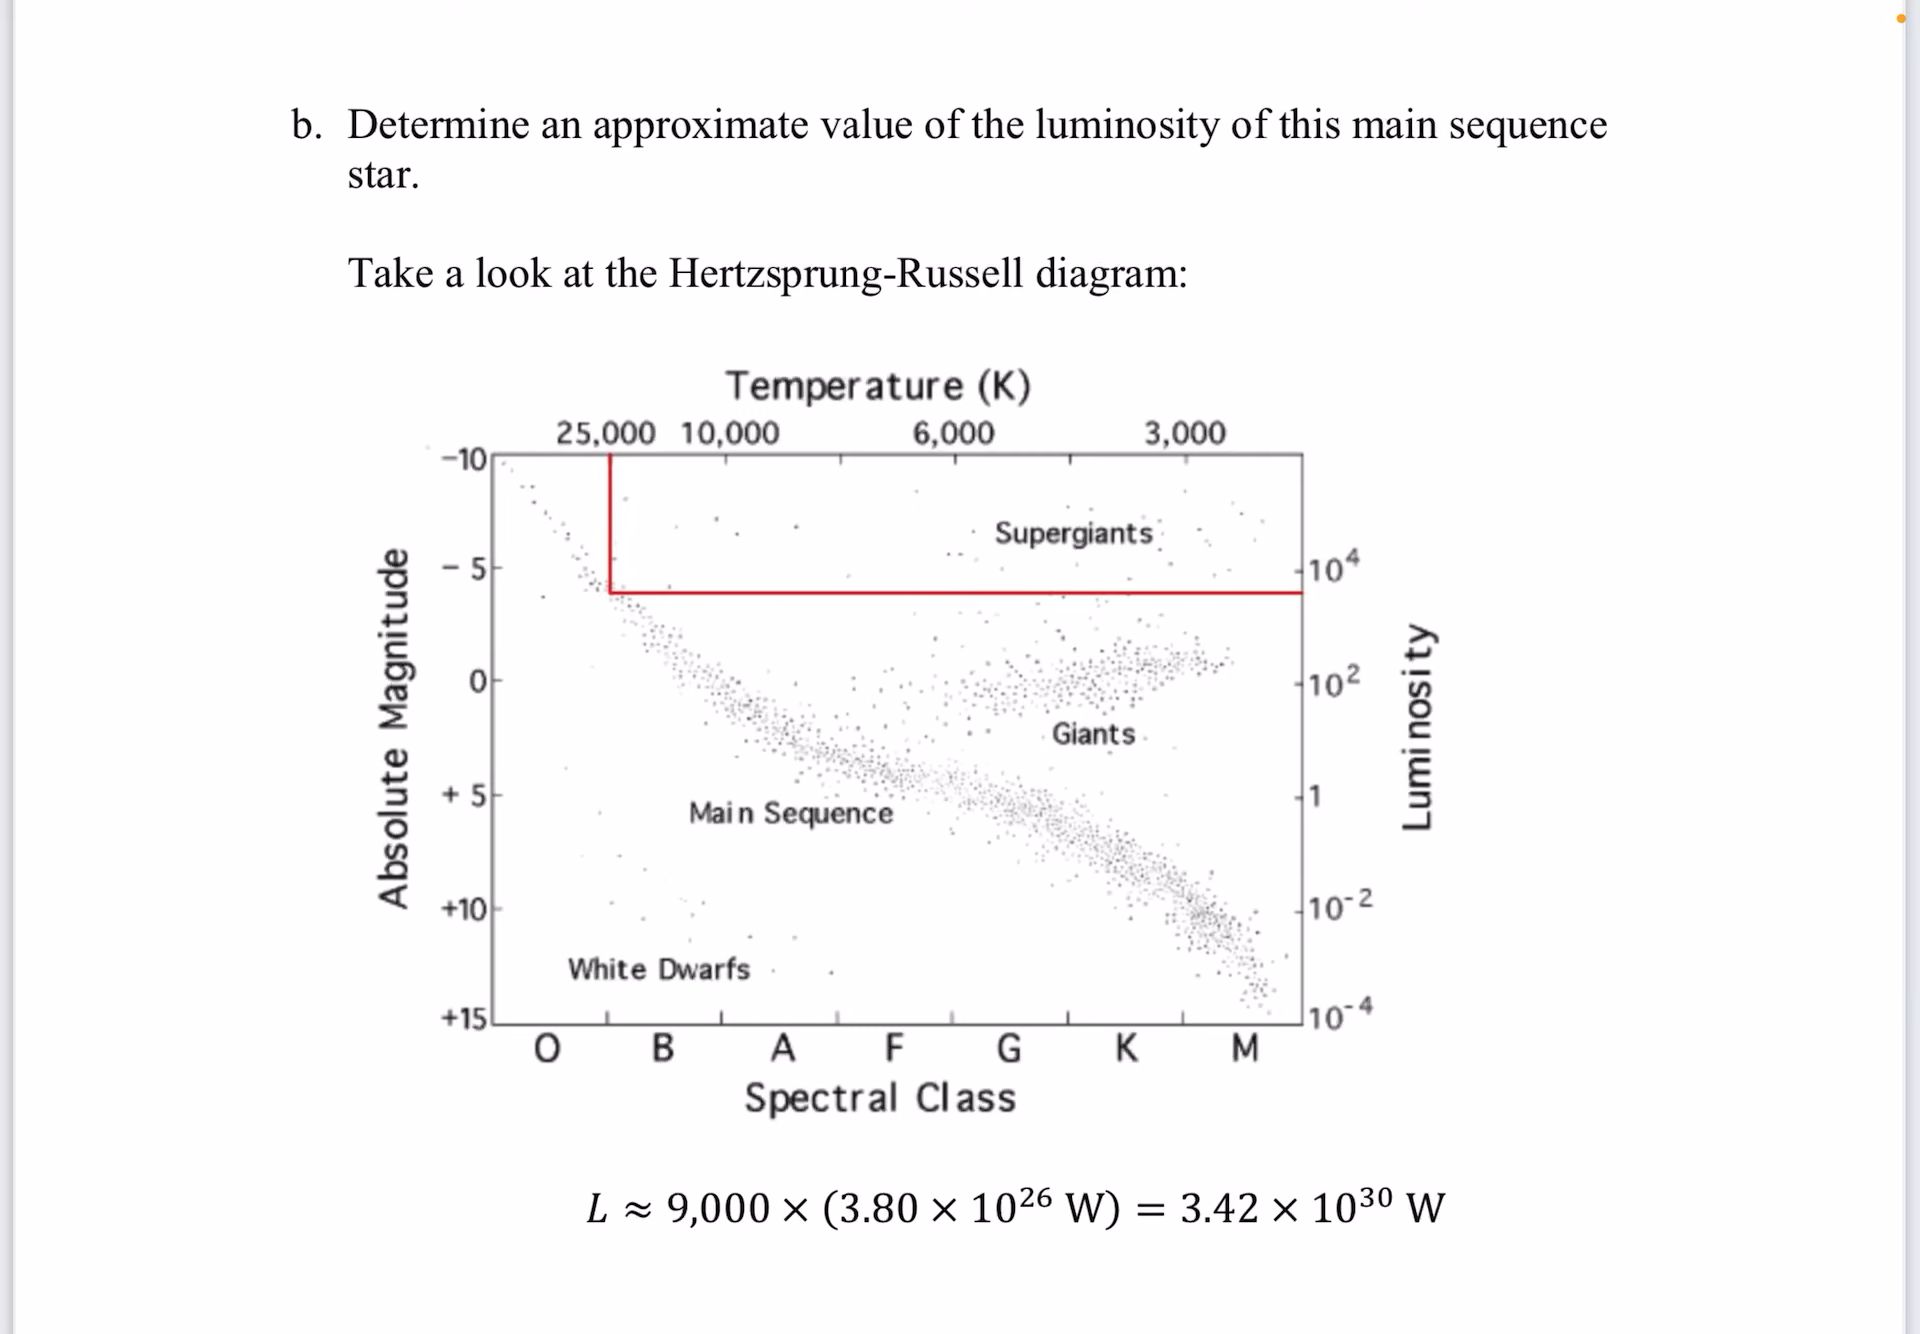 b. Determine an approximate value of the luminosity of this main sequence
star.
Take a look at the Hertzsprung-Russell diagram:
Temperature (K)
25,000 10,000 6,000 3,000
-10
Supergiants
- 5
10⁴
0
10²
Giants
+ 5
1
Main Sequence
+10
10⁻²
White Dwarfs
+15
10⁻⁴
Absolute Magnitude
Luminosity
O B A F G K M
Spectral Class
L ≈ 9,000 × (3.80 × 10²⁶ W) = 3.42 × 10³⁰ W